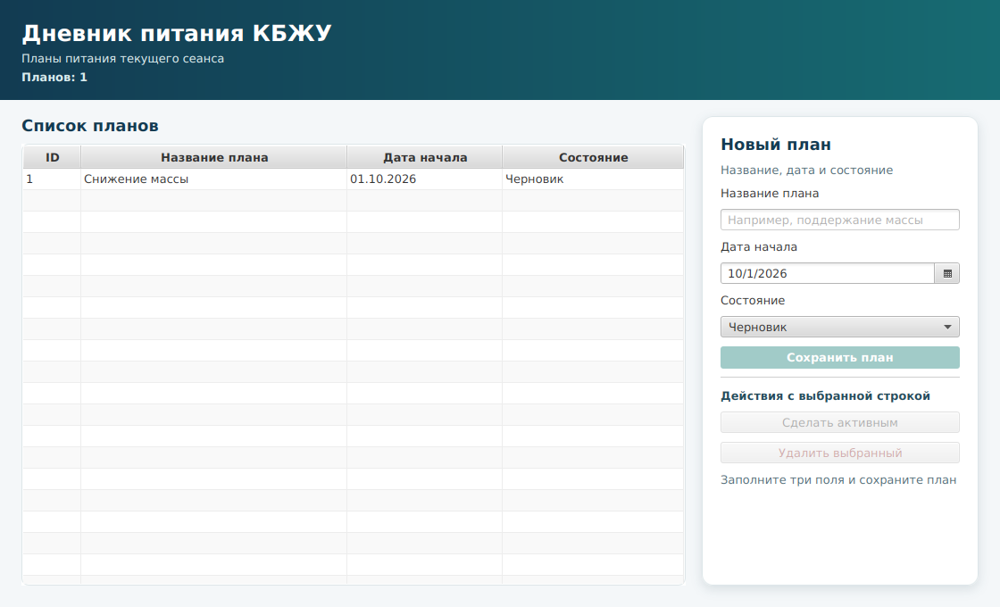 Дневник питания КБЖУ
Планы питания текущего сеанса
Планов: 1
Список планов
ID Название плана Дата начала Состояние
1 Снижение массы 01.10.2026 Черновик
Новый план
Название, дата и состояние
Название плана
Например, поддержание массы
Дата начала
10/1/2026
Состояние
Черновик
Сохранить план
Действия с выбранной строкой
Сделать активным
Удалить выбранный
Заполните три поля и сохраните план